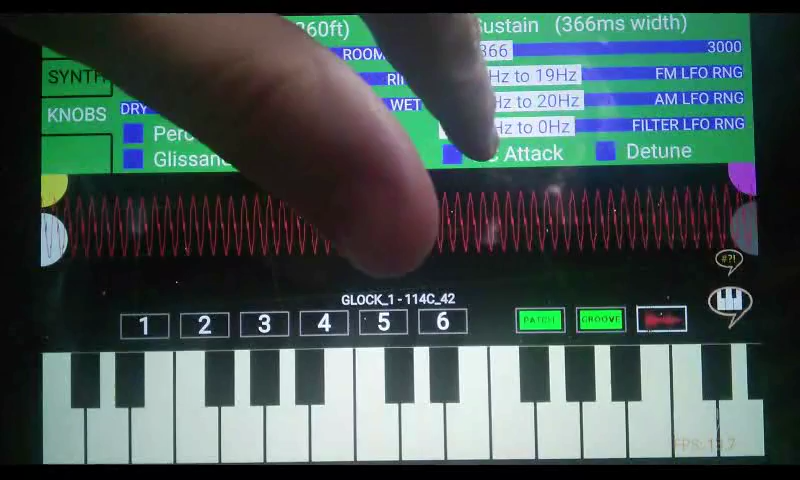 360ft)
Sustain (366ms width)
ROOM
366
3000
SYNTH
Hz to 19Hz
FM LFO RNG
DRY
WET
Hz to 20Hz
AM LFO RNG
KNOBS
Hz to 0Hz
FILTER LFO RNG
Attack
Detune
#?!
GLOCK_1 - 114C_42
1 2 3 4 5 6
PATCH
GROOVE